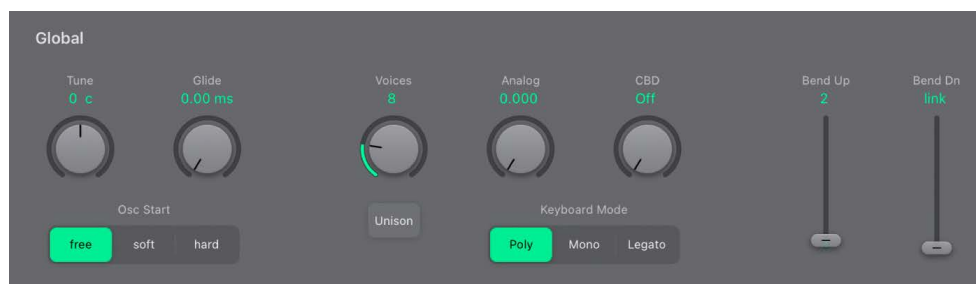 Global
Tune Glide Voices Analog CBD Bend Up Bend Dn
0 c 0.00 ms 8 0.000 Off 2 link
Osc Start Unison Keyboard Mode
free soft hard Poly Mono Legato